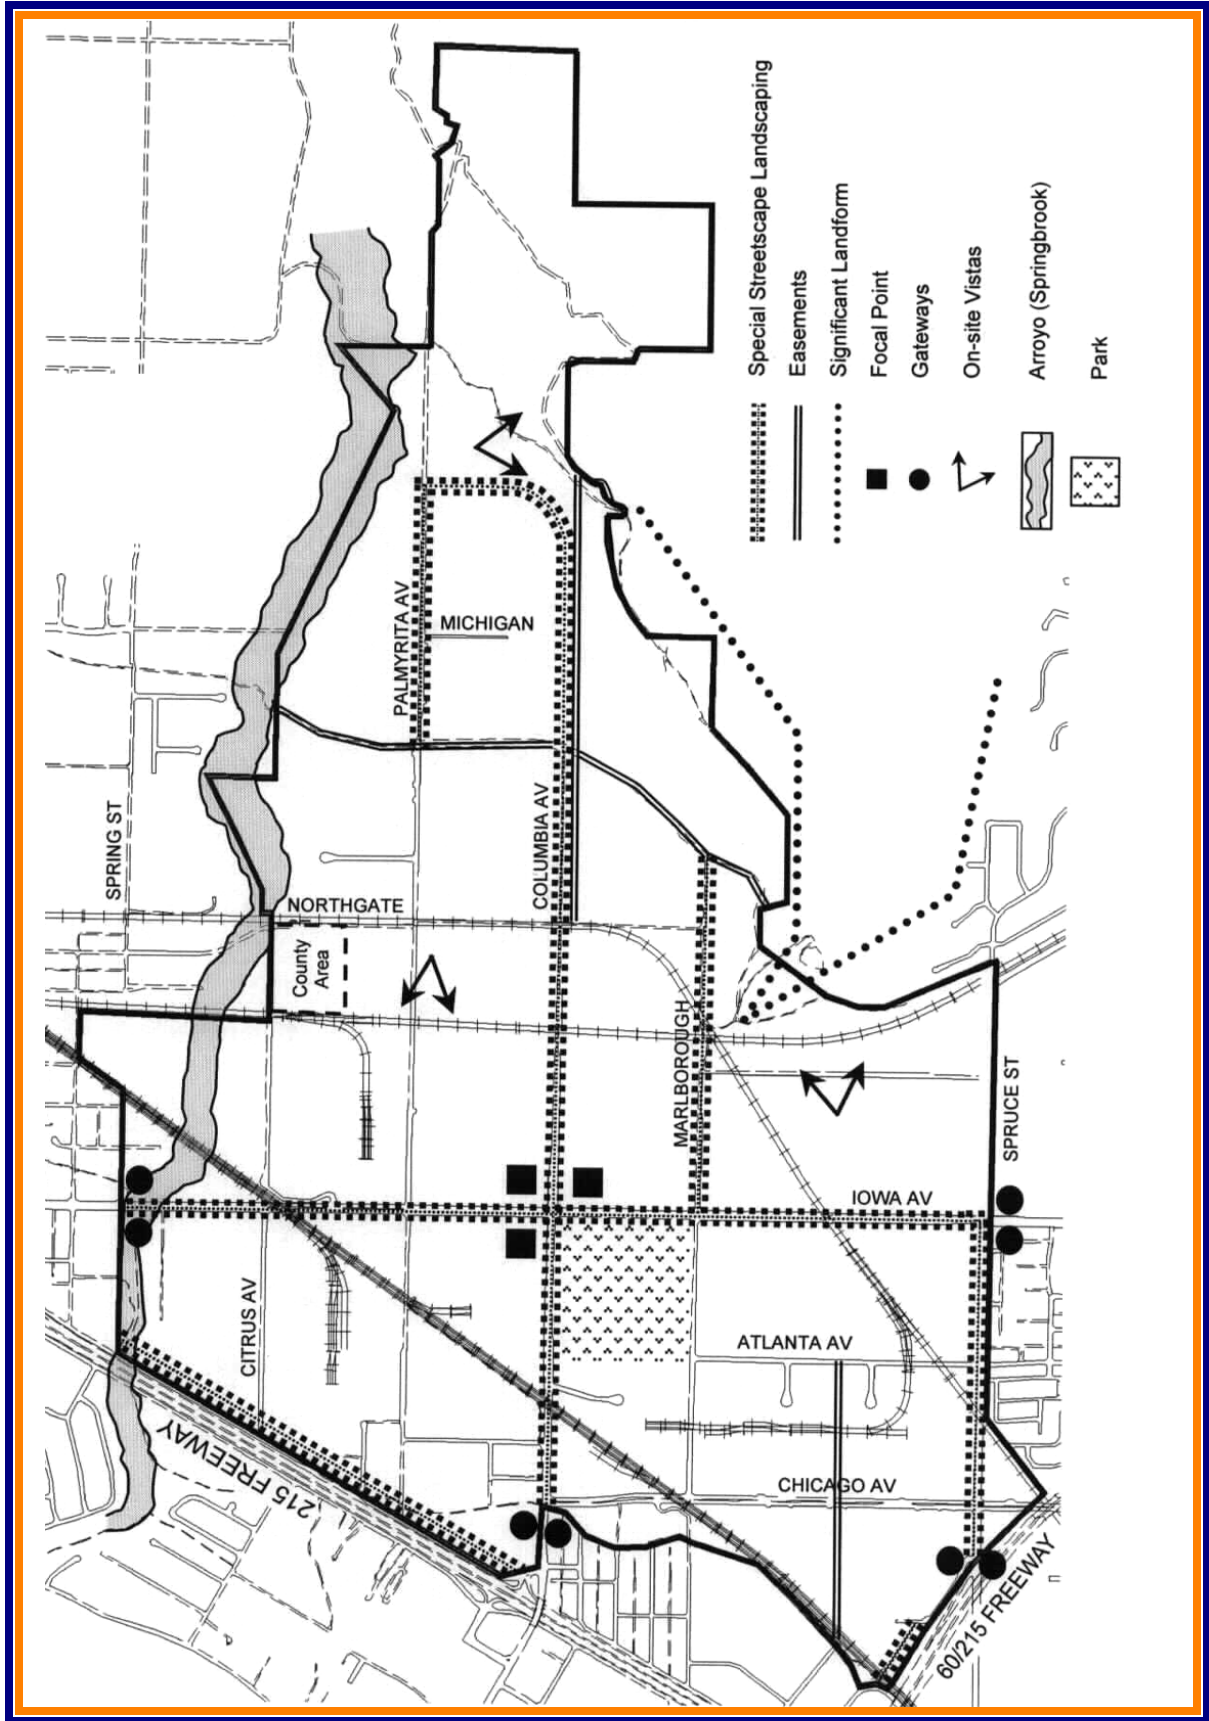 Special Streetscape Landscaping
Easements
Significant Landform
Focal Point
Gateways
On-site Vistas
Arroyo (Springbrook)
Park
PALMYRITA AV
MICHIGAN
SPRING ST
COLUMBIA AV
NORTHGATE
County
Area
MARLBOROUGH
SPRUCE ST
IOWA AV
CITRUS AV
ATLANTA AV
215 FREEWAY
CHICAGO AV
60/215 FREEWAY